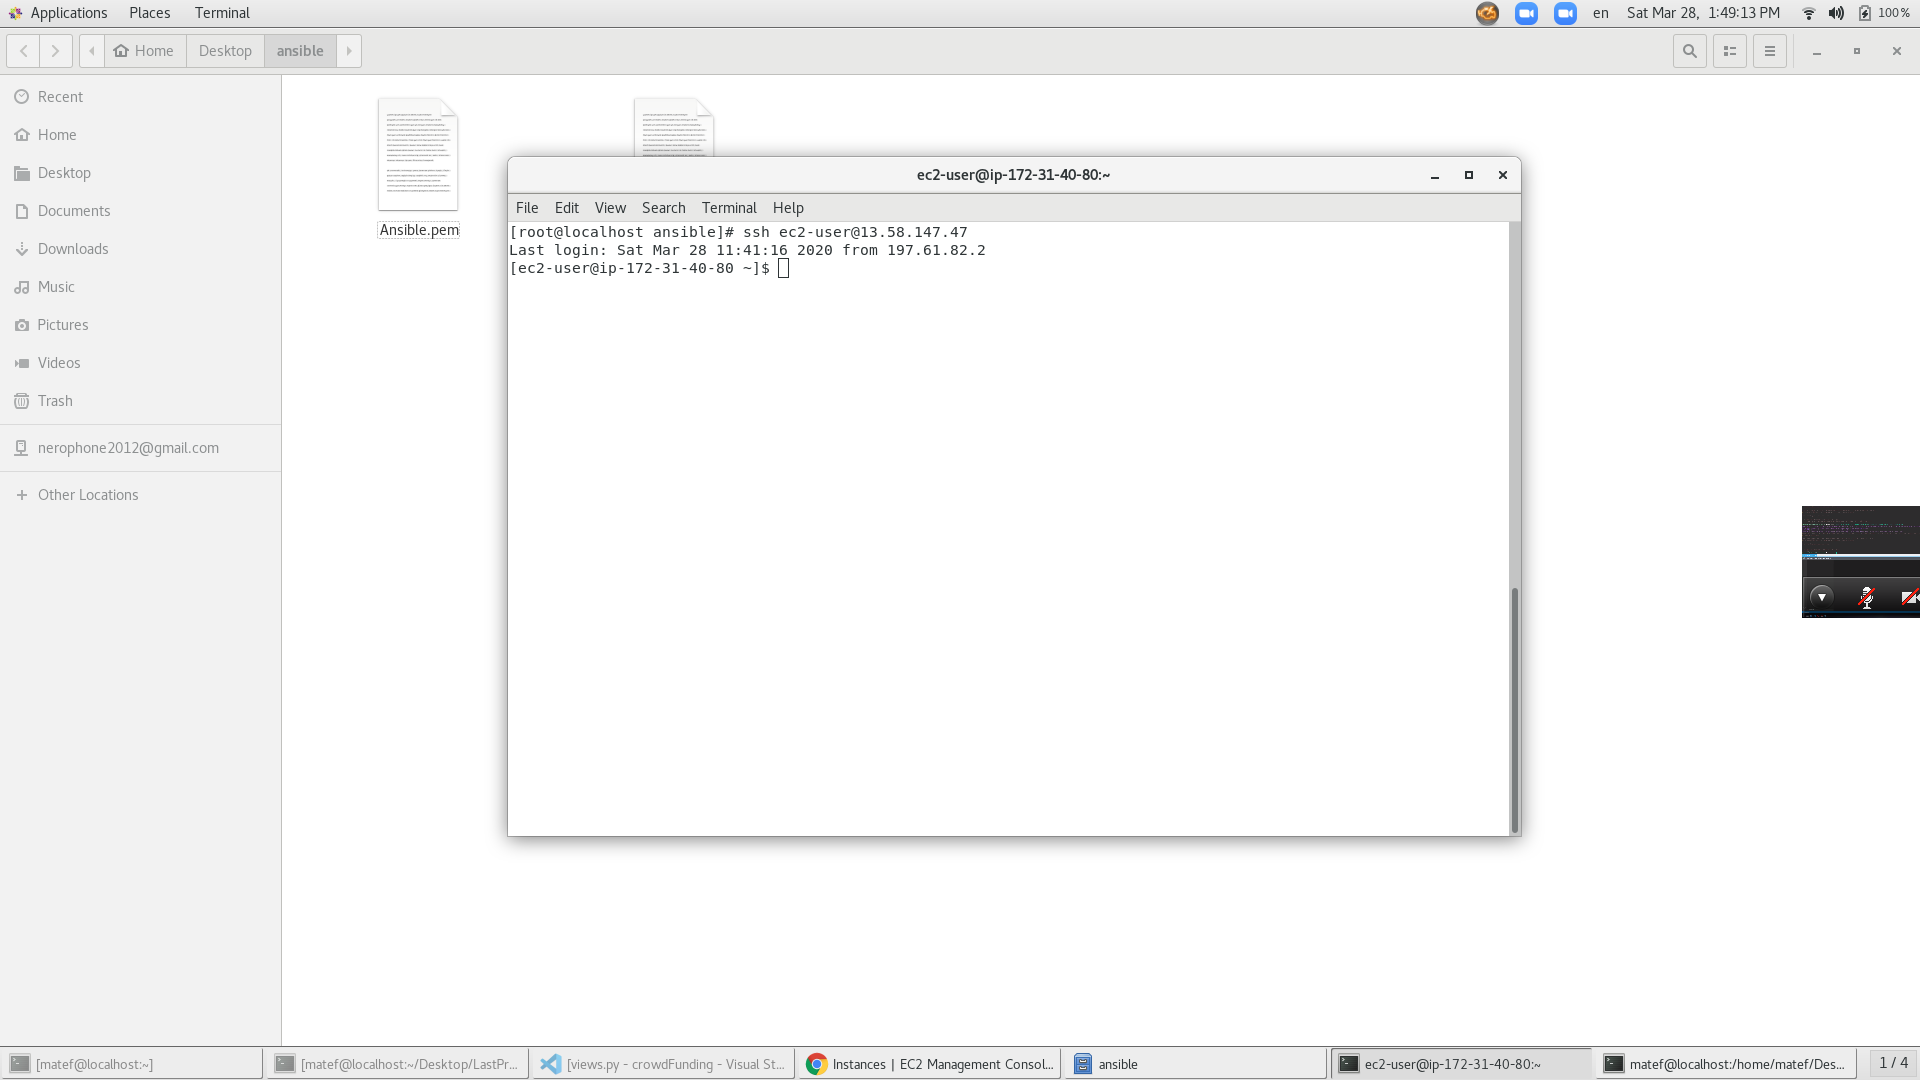 Applications Places Terminal en Sat Mar 28, 1:49:13 PM 100%
Home Desktop ansible
Recent
Home
Desktop
Documents
Downloads
Music
Pictures
Videos
Trash
nerophone2012@gmail.com
Other Locations
Ansible.pem
ec2-user@ip-172-31-40-80:~
File Edit View Search Terminal Help
[root@localhost ansible]# ssh ec2-user@13.58.147.47
Last login: Sat Mar 28 11:41:16 2020 from 197.61.82.2
[ec2-user@ip-172-31-40-80 ~]$
[matef@localhost:~] [matef@localhost:~/Desktop/LastPr... [views.py - crowdFunding - Visual St... Instances | EC2 Management Consol... ansible ec2-user@ip-172-31-40-80:~ matef@localhost:/home/matef/Des... 1 / 4